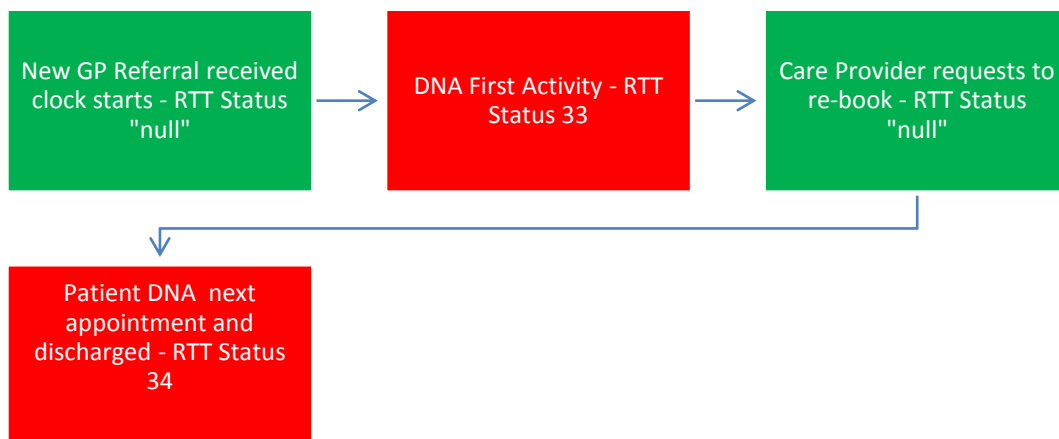 New GP Referral received
clock starts - RTT Status
"null"
DNA First Activity - RTT
Status 33
Care Provider requests to
re-book - RTT Status
"null"
Patient DNA  next
appointment and
discharged - RTT Status
34